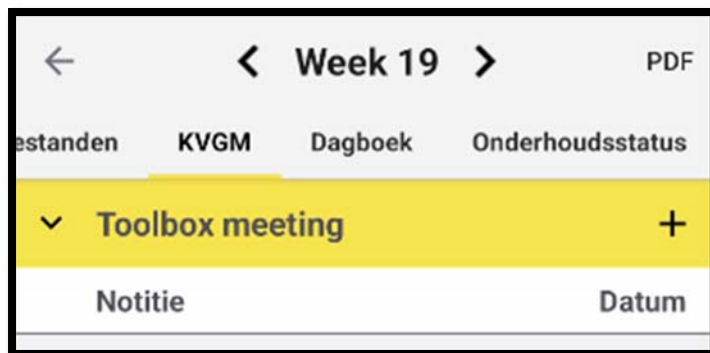 Week 19 PDF
estanden KVGM Dagboek Onderhoudsstatus
Toolbox meeting
Notitie Datum